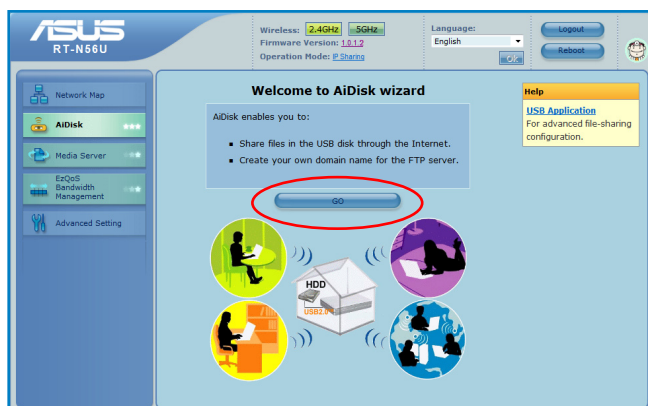 ASUS
RT-N56U
Wireless: 2.4GHz 5GHz
Firmware Version: 1.0.1.2
Operation Mode: IP Sharing
Language:
English
OK
Logout
Reboot
Network Map
AiDisk
Media Server
EzQoS
Bandwidth
Management
Advanced Setting
Welcome to AiDisk wizard
AiDisk enables you to:
Share files in the USB disk through the Internet.
Create your own domain name for the FTP server.
GO
HDD
USB2.0
Help
USB Application
For advanced file-sharing
configuration.